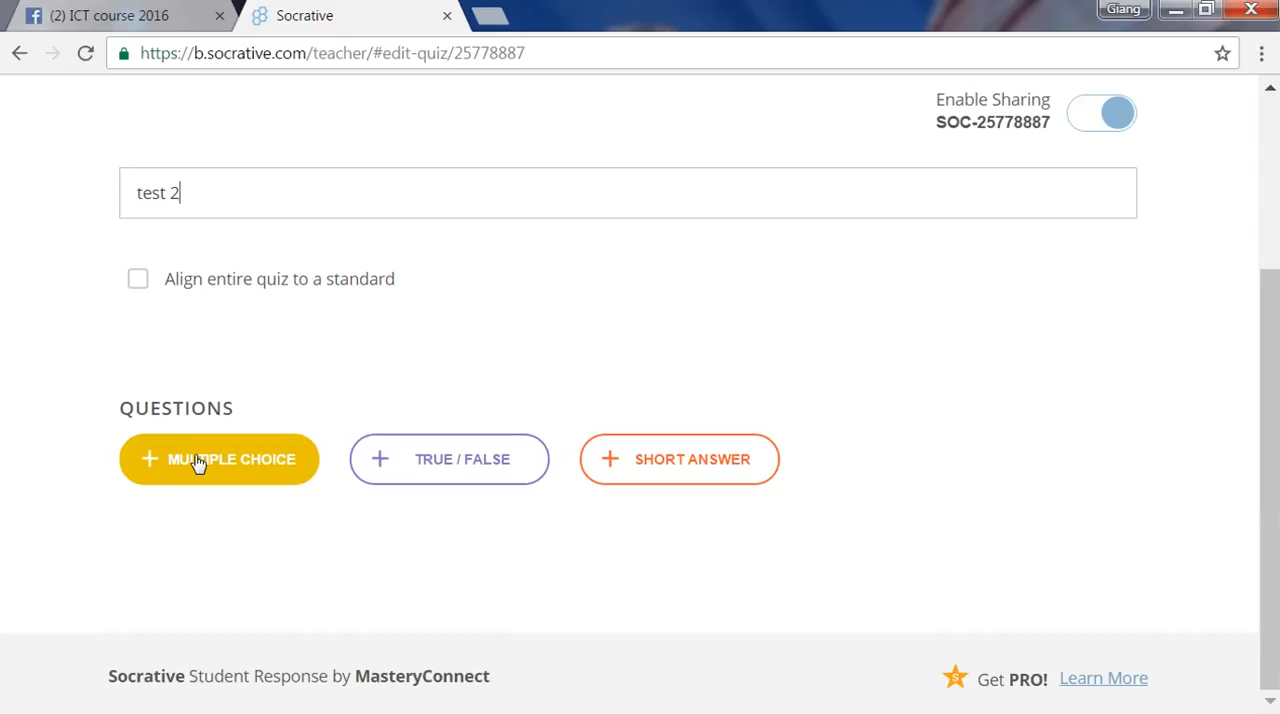 (2) ICT course 2016
Socrative
Giang
https://b.socrative.com/teacher/#edit-quiz/25778887
Enable Sharing
SOC-25778887
test 2
Align entire quiz to a standard
QUESTIONS
+ MULTIPLE CHOICE
+ TRUE / FALSE
+ SHORT ANSWER
Socrative Student Response by MasteryConnect
Get PRO! Learn More